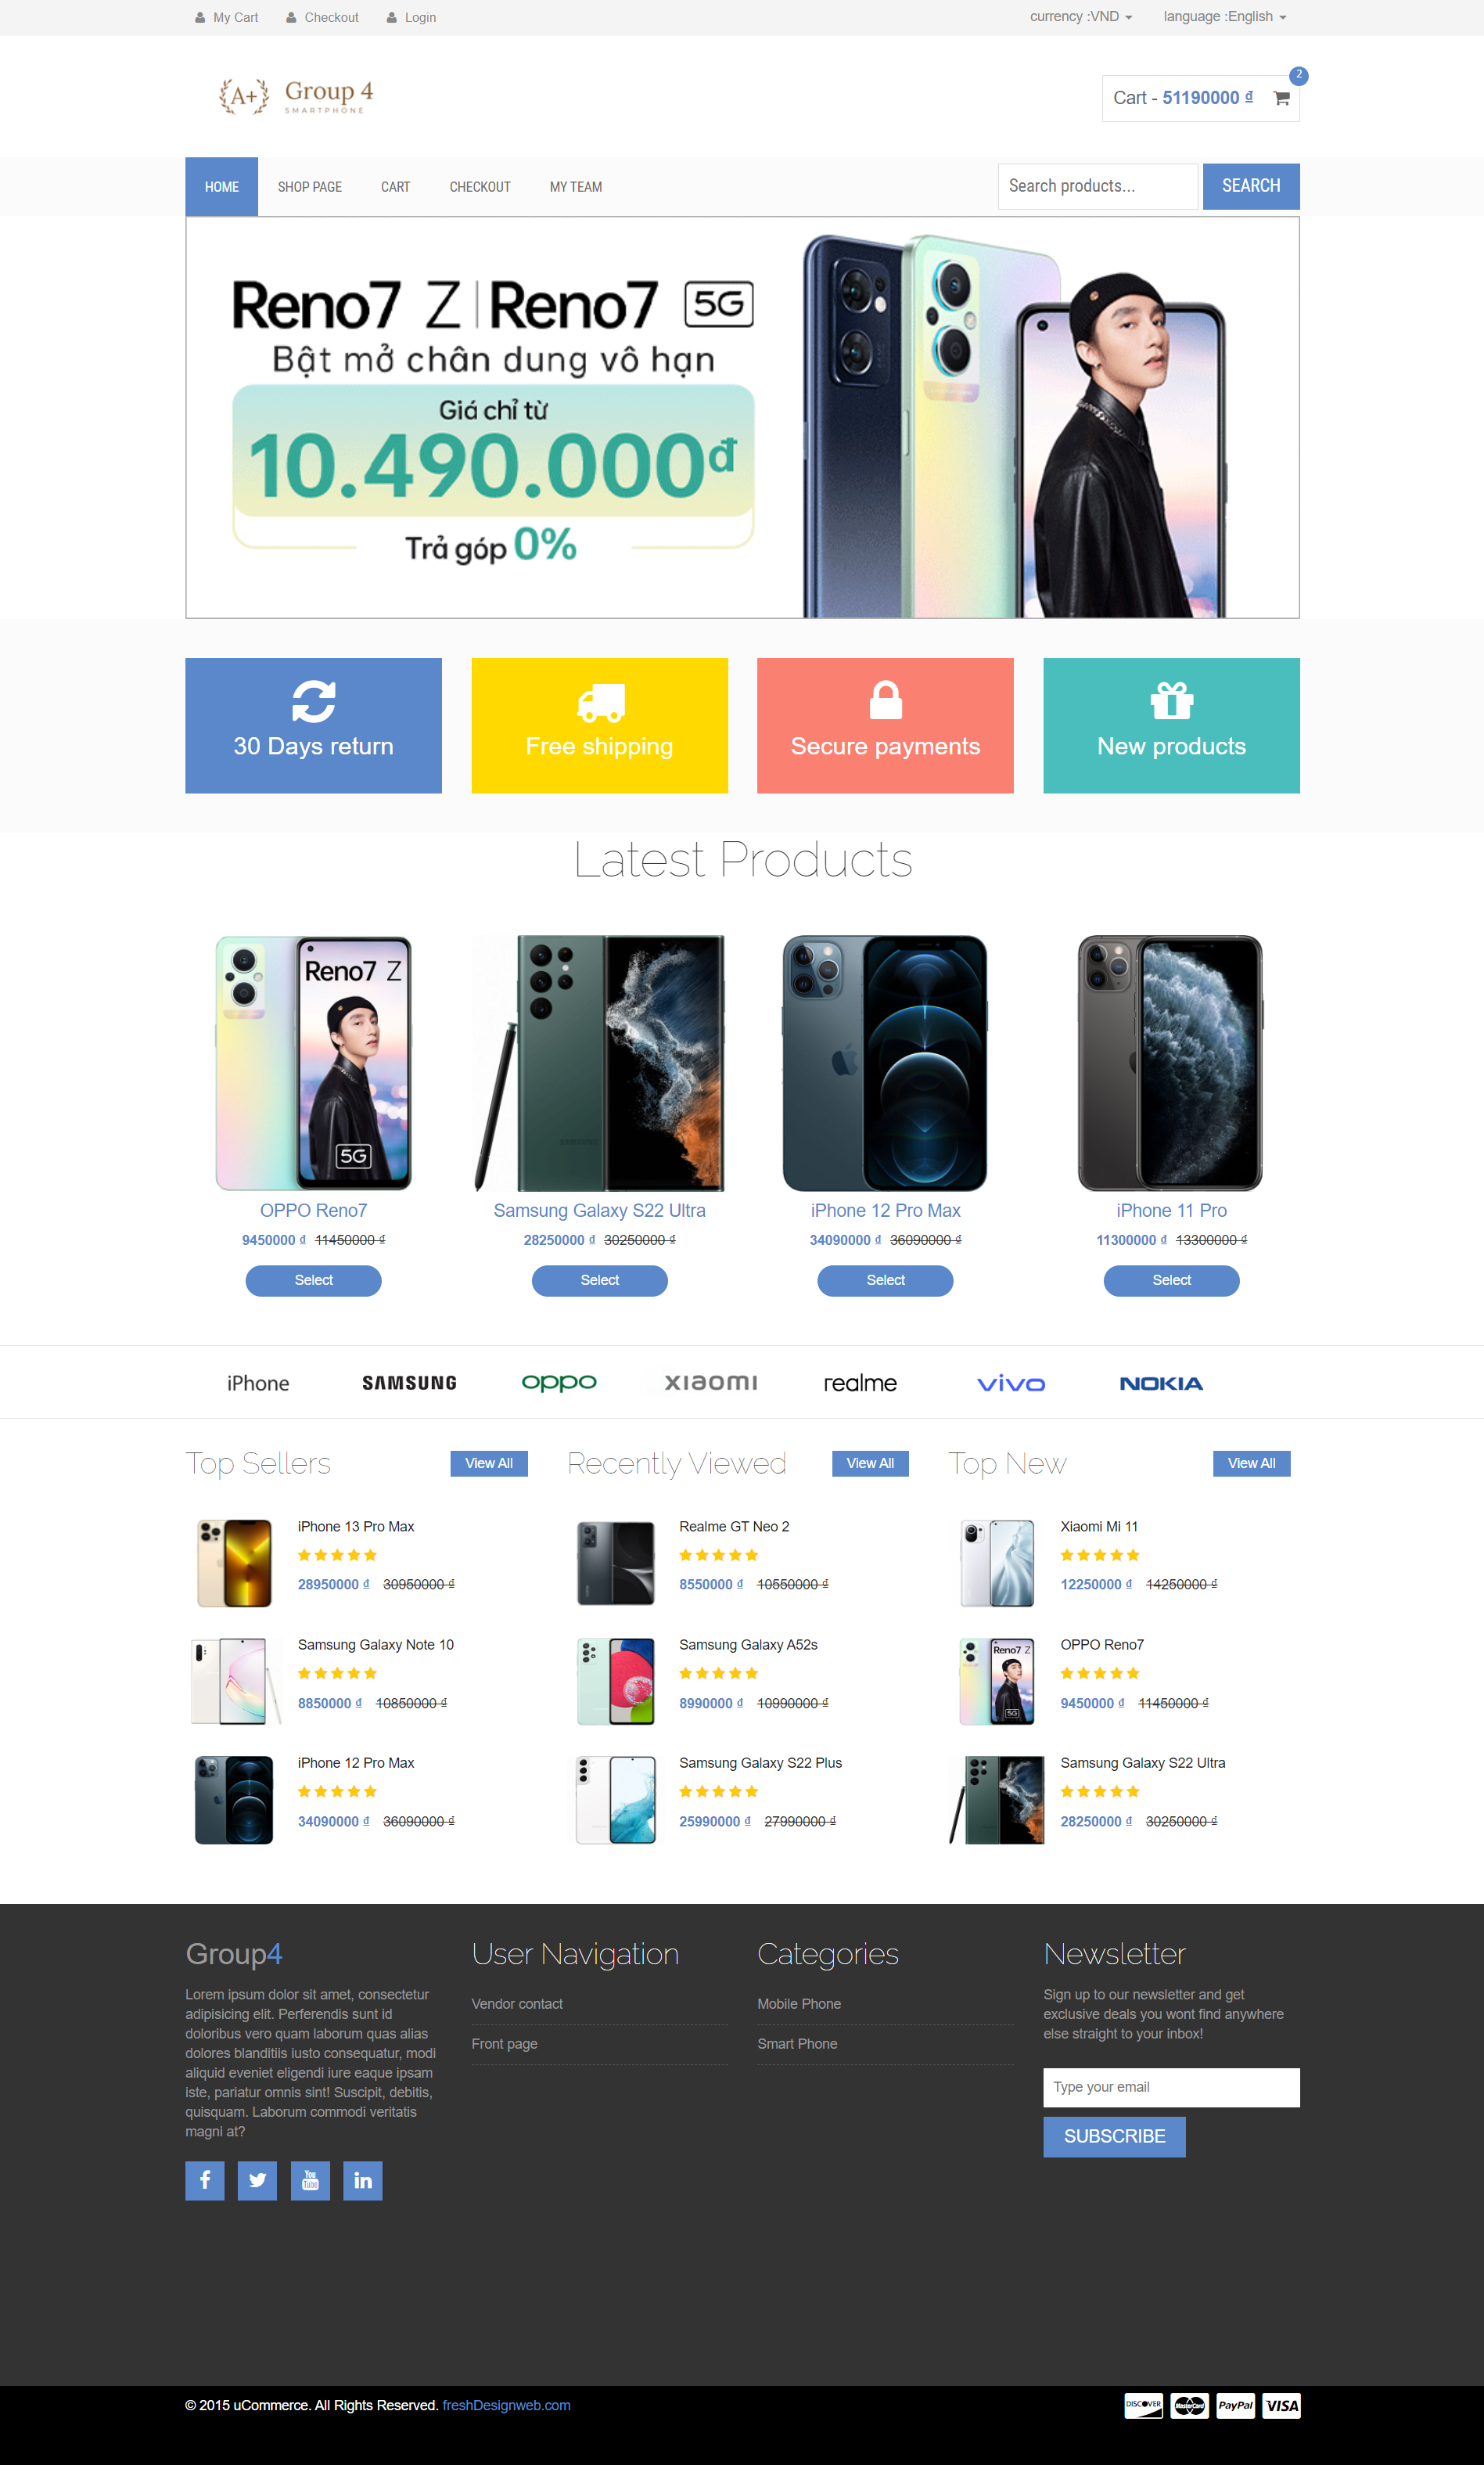 My Cart Checkout Login currency :VND language :English
2
A+ Group 4
SMARTPHONE
Cart - 51190000 ₫
HOME SHOP PAGE CART CHECKOUT MY TEAM Search products... SEARCH
Reno7 Z | Reno7 5G
Bật mở chân dung vô hạn
Giá chỉ từ
10.490.000đ
Trả góp 0%
30 Days return Free shipping Secure payments New products
Latest Products
Reno7 Z
5G
SAMSUNG
OPPO Reno7 Samsung Galaxy S22 Ultra iPhone 12 Pro Max iPhone 11 Pro
9450000 ₫ 11450000 ₫ 28250000 ₫ 30250000 ₫ 34090000 ₫ 36090000 ₫ 11300000 ₫ 13300000 ₫
Select Select Select Select
iPhone SAMSUNG oppo xiaomi realme vivo NOKIA
Top Sellers View All
iPhone 13 Pro Max
28950000 ₫ 30950000 ₫
Samsung Galaxy Note 10
8850000 ₫ 10850000 ₫
iPhone 12 Pro Max
34090000 ₫ 36090000 ₫
Recently Viewed View All
Realme GT Neo 2
8550000 ₫ 10550000 ₫
Samsung Galaxy A52s
8990000 ₫ 10990000 ₫
Samsung Galaxy S22 Plus
25990000 ₫ 27990000 ₫
Top New View All
Xiaomi Mi 11
12250000 ₫ 14250000 ₫
Reno7 Z
5G
OPPO Reno7
9450000 ₫ 11450000 ₫
Samsung Galaxy S22 Ultra
28250000 ₫ 30250000 ₫
Group4
Lorem ipsum dolor sit amet, consectetur
adipisicing elit. Perferendis sunt id
doloribus vero quam laborum quas alias
dolores blanditiis iusto consequatur, modi
aliquid eveniet eligendi iure eaque ipsam
iste, pariatur omnis sint! Suscipit, debitis,
quisquam. Laborum commodi veritatis
magni at?
You
Tube
in
User Navigation
Vendor contact
Front page
Categories
Mobile Phone
Smart Phone
Newsletter
Sign up to our newsletter and get
exclusive deals you wont find anywhere
else straight to your inbox!
Type your email
SUBSCRIBE
© 2015 uCommerce. All Rights Reserved. freshDesignweb.com
DISCOVER MasterCard PayPal VISA